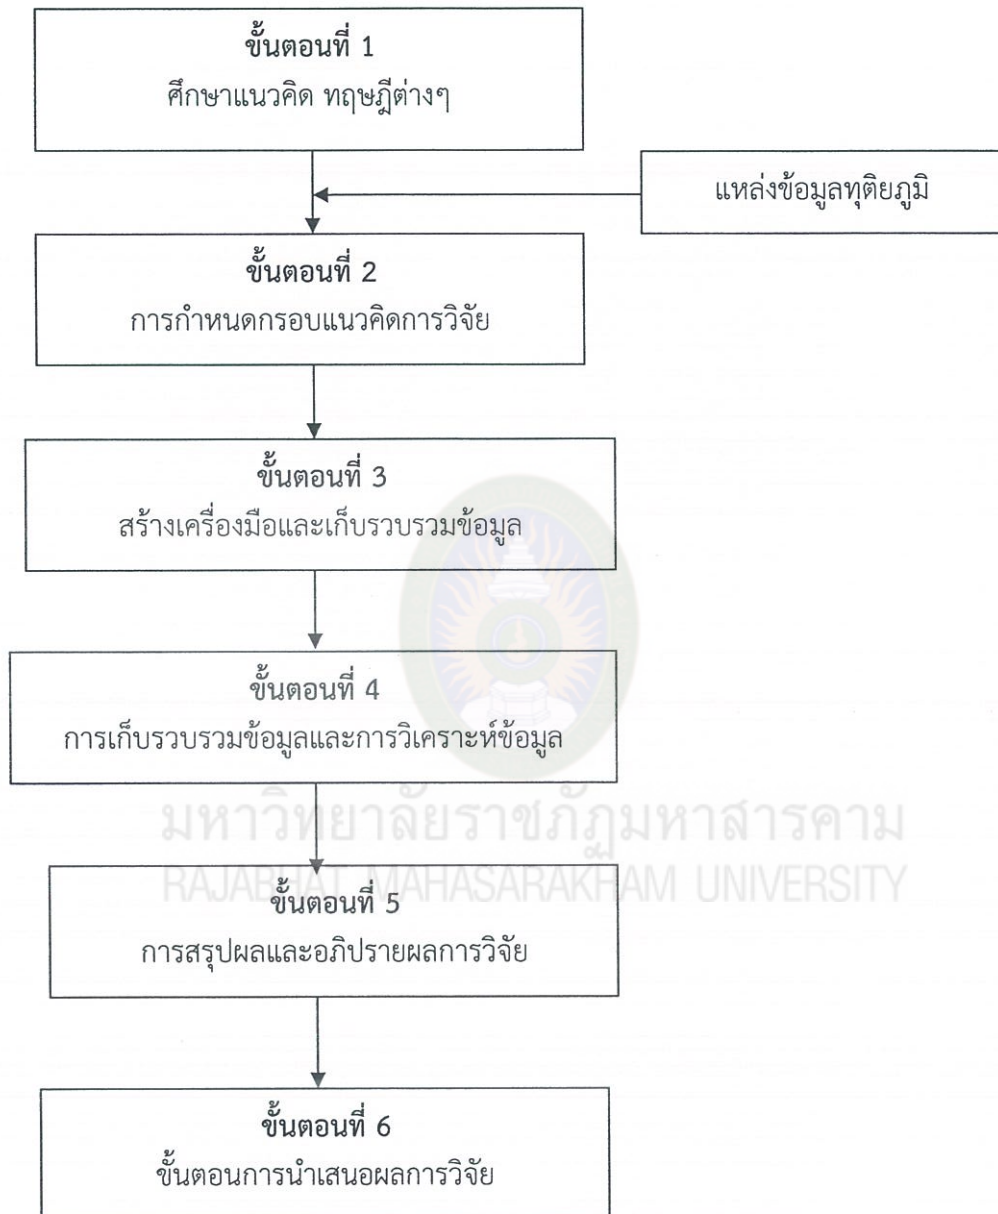 ขั้นตอนที่ 1
ศึกษาแนวคิด ทฤษฎีต่างๆ
แหล่งข้อมูลทุติยภูมิ
ขั้นตอนที่ 2
การกำหนดกรอบแนวคิดการวิจัย
ขั้นตอนที่ 3
สร้างเครื่องมือและเก็บรวบรวมข้อมูล
ขั้นตอนที่ 4
การเก็บรวบรวมข้อมูลและการวิเคราะห์ข้อมูล
มหาวิทยาลัยราชภัฏมหาสารคาม
RAJABHAT MAHASARAKHAM UNIVERSITY
ขั้นตอนที่ 5
การสรุปผลและอภิปรายผลการวิจัย
ขั้นตอนที่ 6
ขั้นตอนการนำเสนอผลการวิจัย